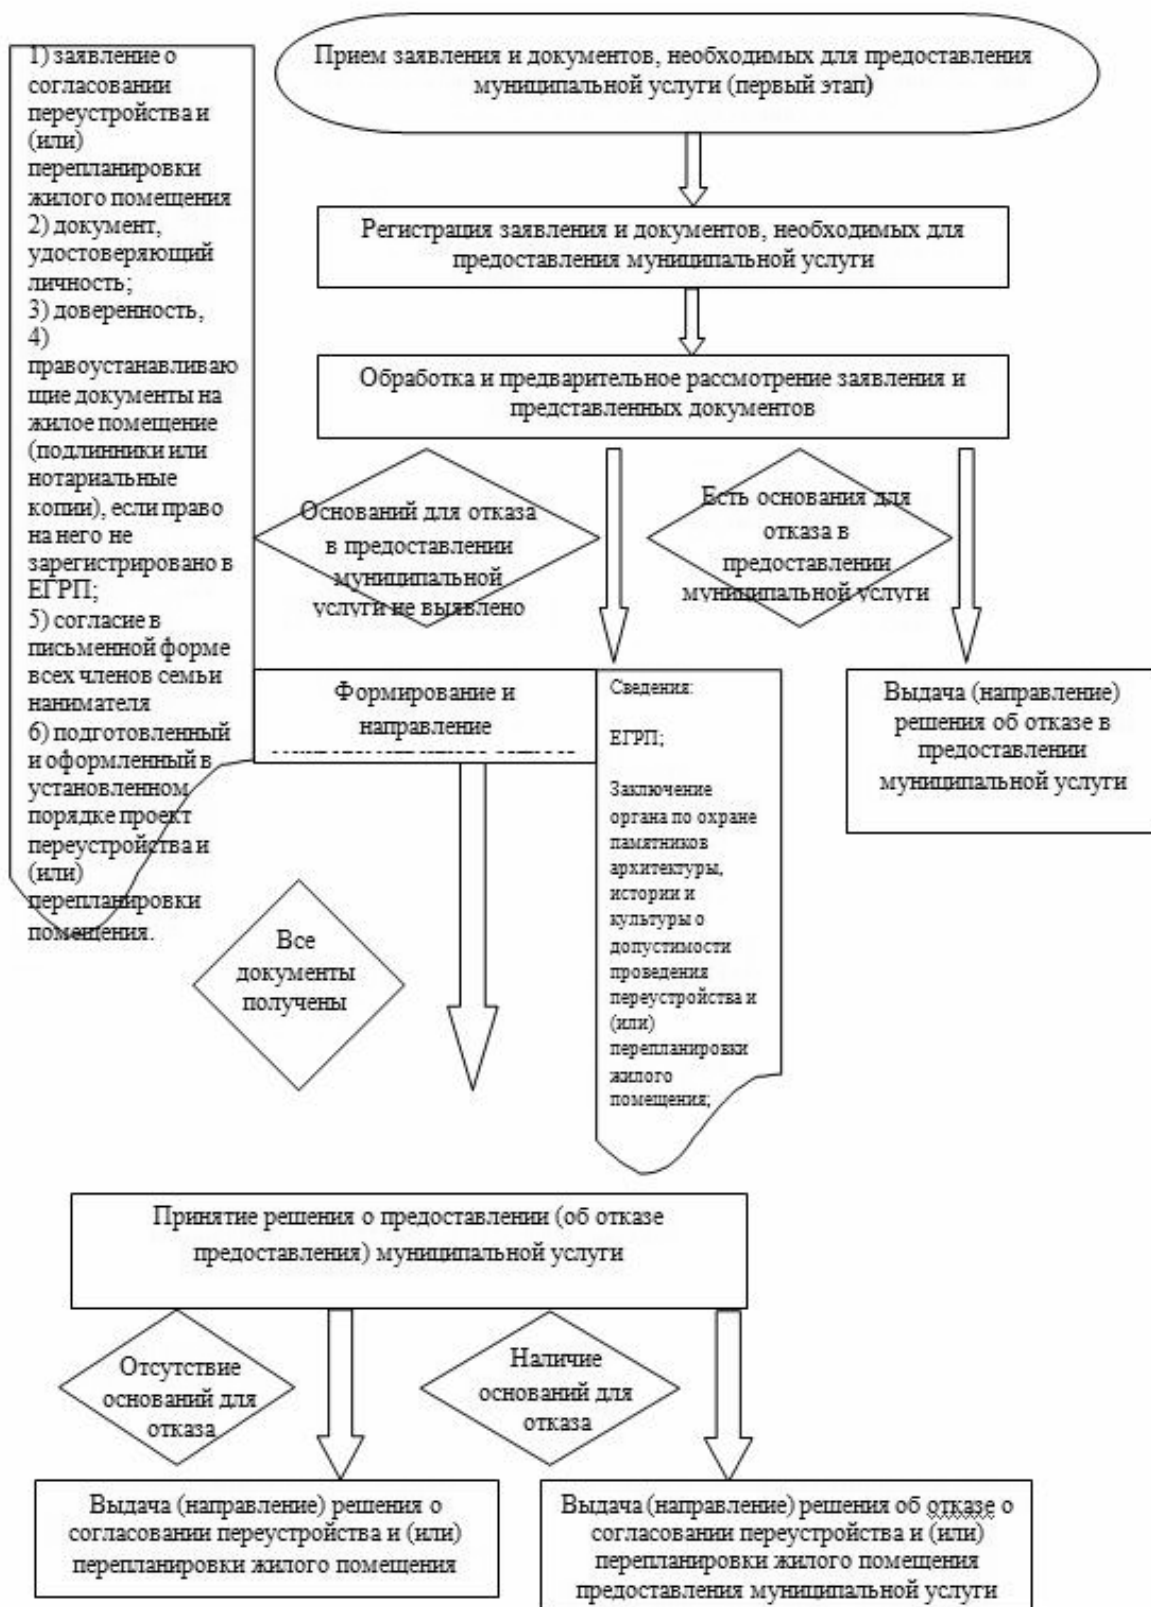 1) заявление о
согласовании
переустройства и
(или)
перепланировки
жилого помещения
2) документ,
удостоверяющий
личность;
3) доверенность,
4)
правоустанавливаю
щие документы на
жилое помещение
(подлинники или
нотариальные
копии), если право
на него не
зарегистрировано в
ЕГРП;
5) согласие в
письменной форме
всех членов семьи
нанимателя
6) подготовленный
и оформленный в
установленном
порядке проект
переустройства и
(или)
перепланировки
помещения.
Прием заявления и документов, необходимых для предоставления
муниципальной услуги (первый этап)
Регистрация заявления и документов, необходимых для
предоставления муниципальной услуги
Обработка и предварительное рассмотрение заявления и
представленных документов
Оснований для отказа
в предоставлении
муниципальной
услуги не выявлено
Есть основания для
отказа в
предоставлении
муниципальной услуги
Формирование и
направление
Сведения:
ЕГРП;
Заключение
органа по охране
памятников
архитектуры,
истории и
культуры о
допустимости
проведения
переустройства и
(или)
перепланировки
жилого
помещения;
Выдача (направление)
решения об отказе в
предоставлении
муниципальной услуги
Все
документы
получены
Принятие решения о предоставлении (об отказе
предоставления) муниципальной услуги
Отсутствие
оснований для
отказа
Наличие
оснований для
отказа
Выдача (направление) решения о
согласовании переустройства и (или)
перепланировки жилого помещения
Выдача (направление) решения об отказе о
согласовании переустройства и (или)
перепланировки жилого помещения
предоставления муниципальной услуги